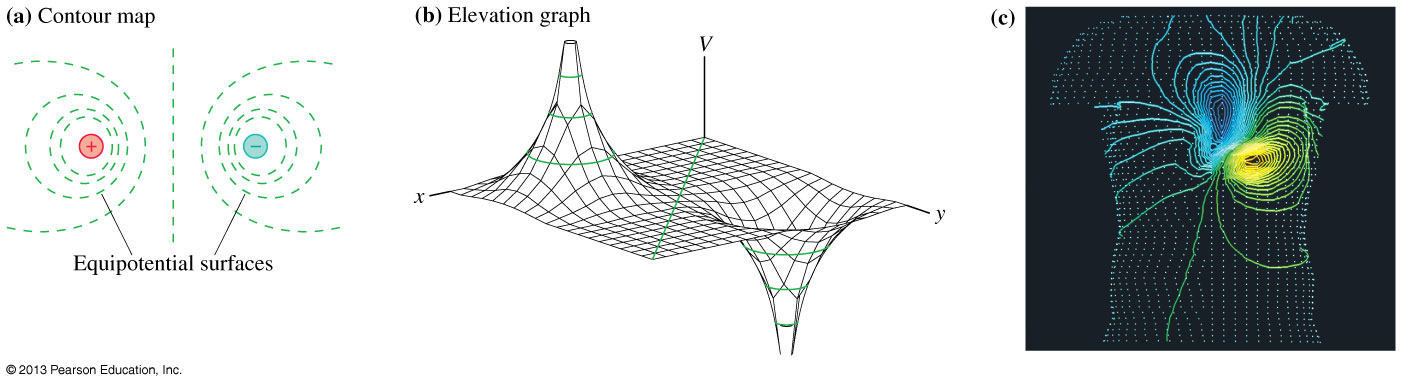 (a) Contour map
+
−
Equipotential surfaces
(b) Elevation graph
V
x
y
(c)
© 2013 Pearson Education, Inc.